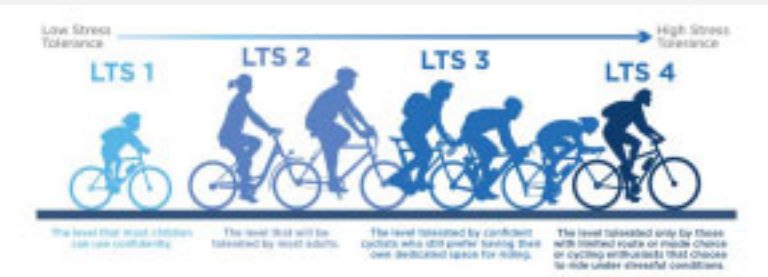 Low Stress
Tolerance
High Stress
Tolerance
LTS 1
LTS 2
LTS 3
LTS 4
The level that most children
can use confidently.
The level that will be
tolerated by most adults.
The level tolerated by confident
cyclists who still prefer having their
own dedicated space for riding.
The level tolerated only by those
with limited route or mode choice
or cycling enthusiasts that choose
to ride under stressful conditions.